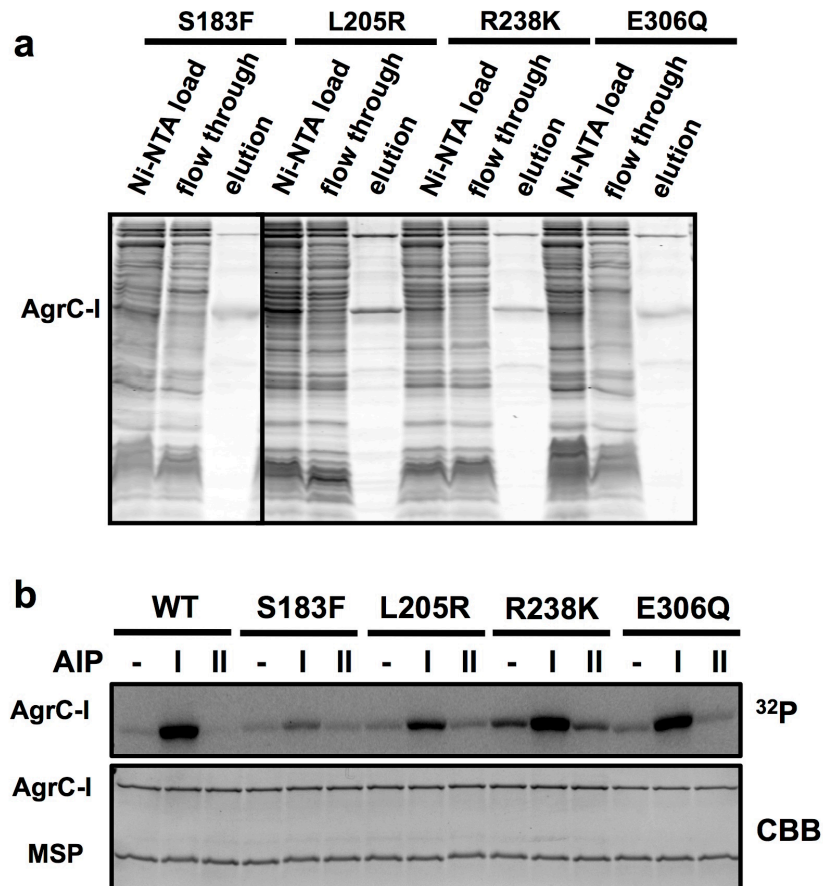 a
S183F L205R R238K E306Q
Ni-NTA load flow through elution Ni-NTA load flow through elution Ni-NTA load flow through elution Ni-NTA load flow through elution
AgrC-I
b
WT S183F L205R R238K E306Q
AIP - I II - I II - I II - I II - I II
AgrC-I 32P
AgrC-I
CBB
MSP